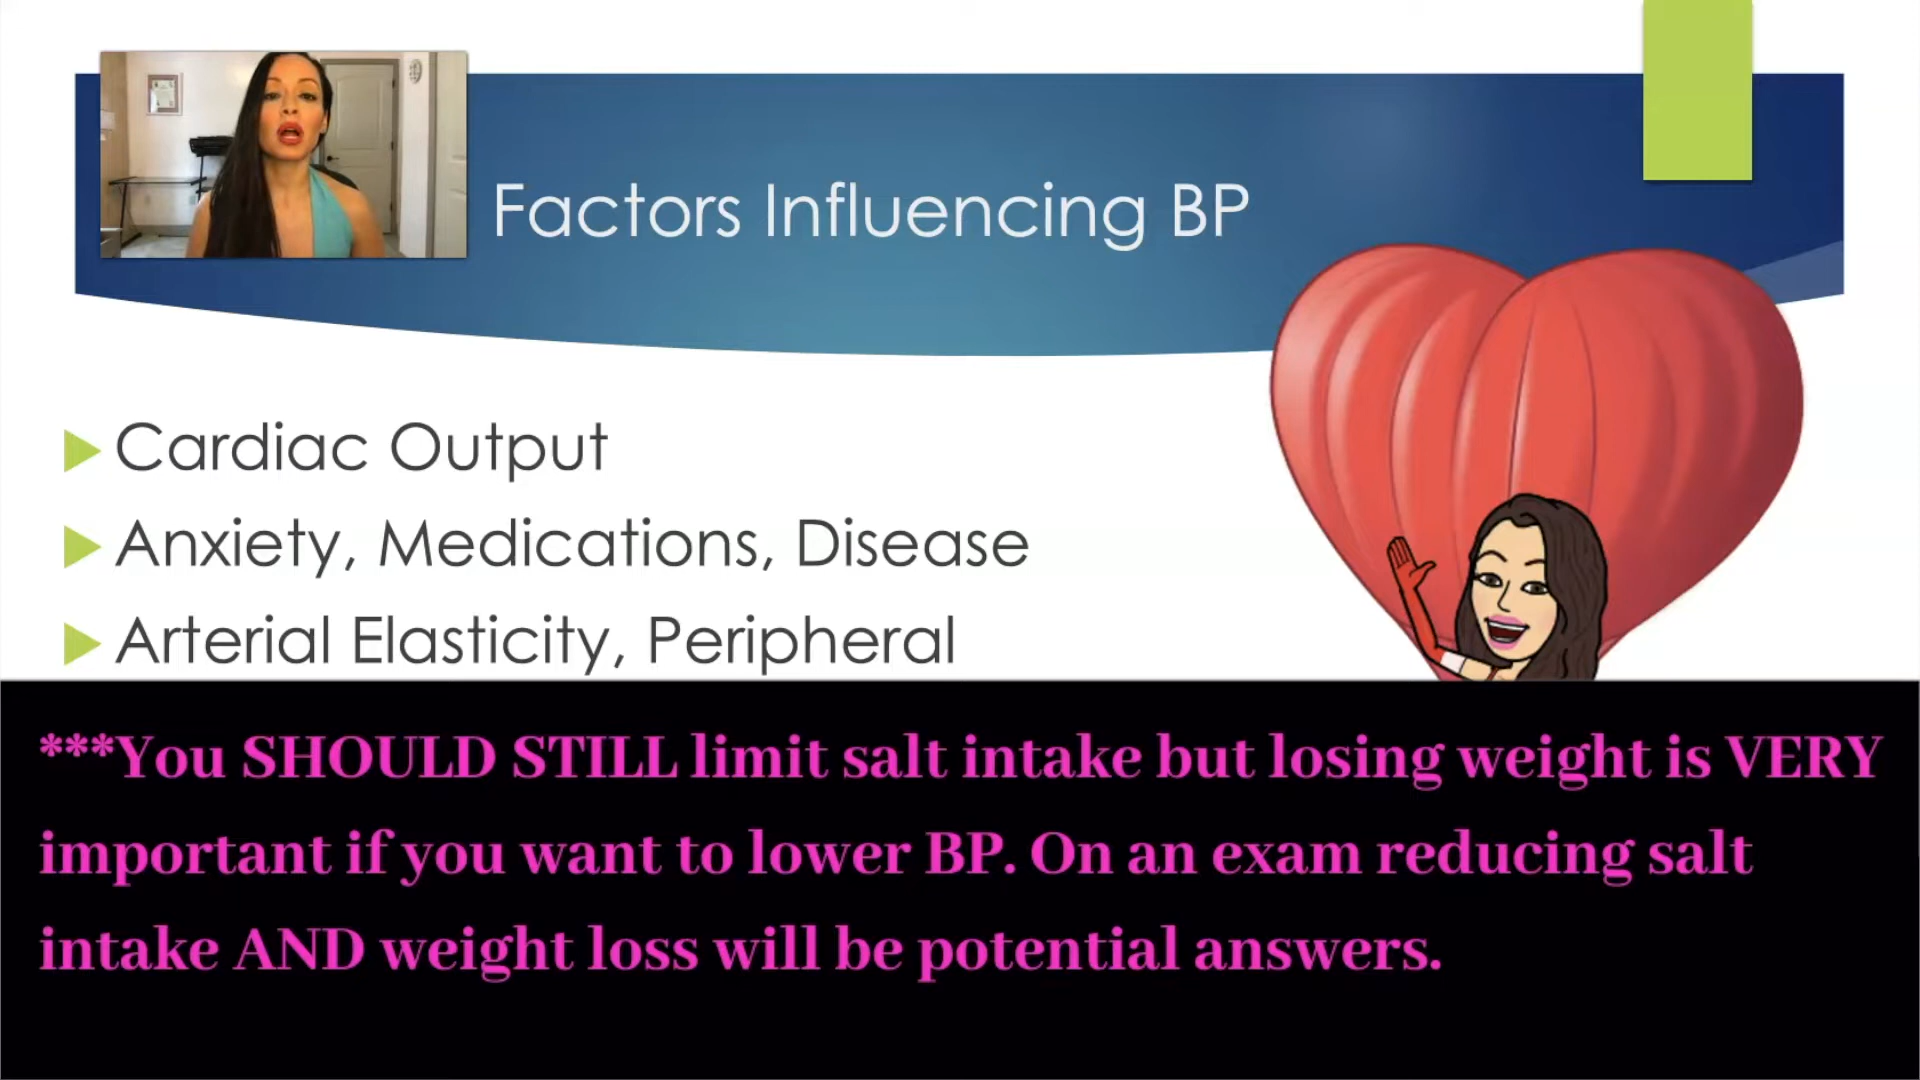 Factors Influencing BP
Cardiac Output
Anxiety, Medications, Disease
Arterial Elasticity, Peripheral
***You SHOULD STILL limit salt intake but losing weight is VERY
important if you want to lower BP. On an exam reducing salt
intake AND weight loss will be potential answers.